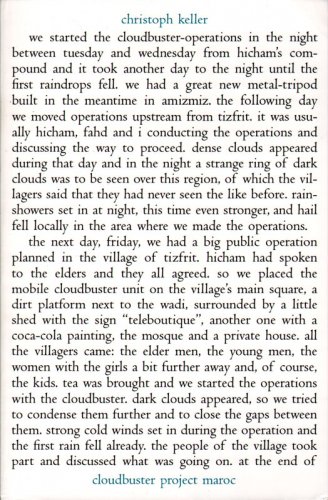 christoph keller
we started the cloudbuster-operations in the night
between tuesday and wednesday from hicham's com-
pound and it took another day to the night until the
first raindrops fell. we had a great new metal-tripod
built in the meantime in amizmiz. the following day
we moved operations upstream from tizfrit. it was usu-
ally hicham, fahd and i conducting the operations and
discussing the way to proceed. dense clouds appeared
during that day and in the night a strange ring of dark
clouds was to be seen over this region, of which the vil-
lagers said that they had never seen the like before. rain-
showers set in at night, this time even stronger, and hail
fell locally in the area where we made the operations.
the next day, friday, we had a big public operation
planned in the village of tizfrit. hicham had spoken
to the elders and they all agreed. so we placed the
mobile cloudbuster unit on the village's main square, a
dirt platform next to the wadi, surrounded by a little
shed with the sign "teleboutique", another one with a
coca-cola painting, the mosque and a private house. all
the villagers came: the elder men, the young men, the
women with the girls a bit further away and, of course,
the kids. tea was brought and we started the operations
with the cloudbuster. dark clouds appeared, so we tried
to condense them further and to close the gaps between
them. strong cold winds set in during the operation and
the first rain fell already. the people of the village took
part and discussed what was going on. at the end of
cloudbuster project maroc